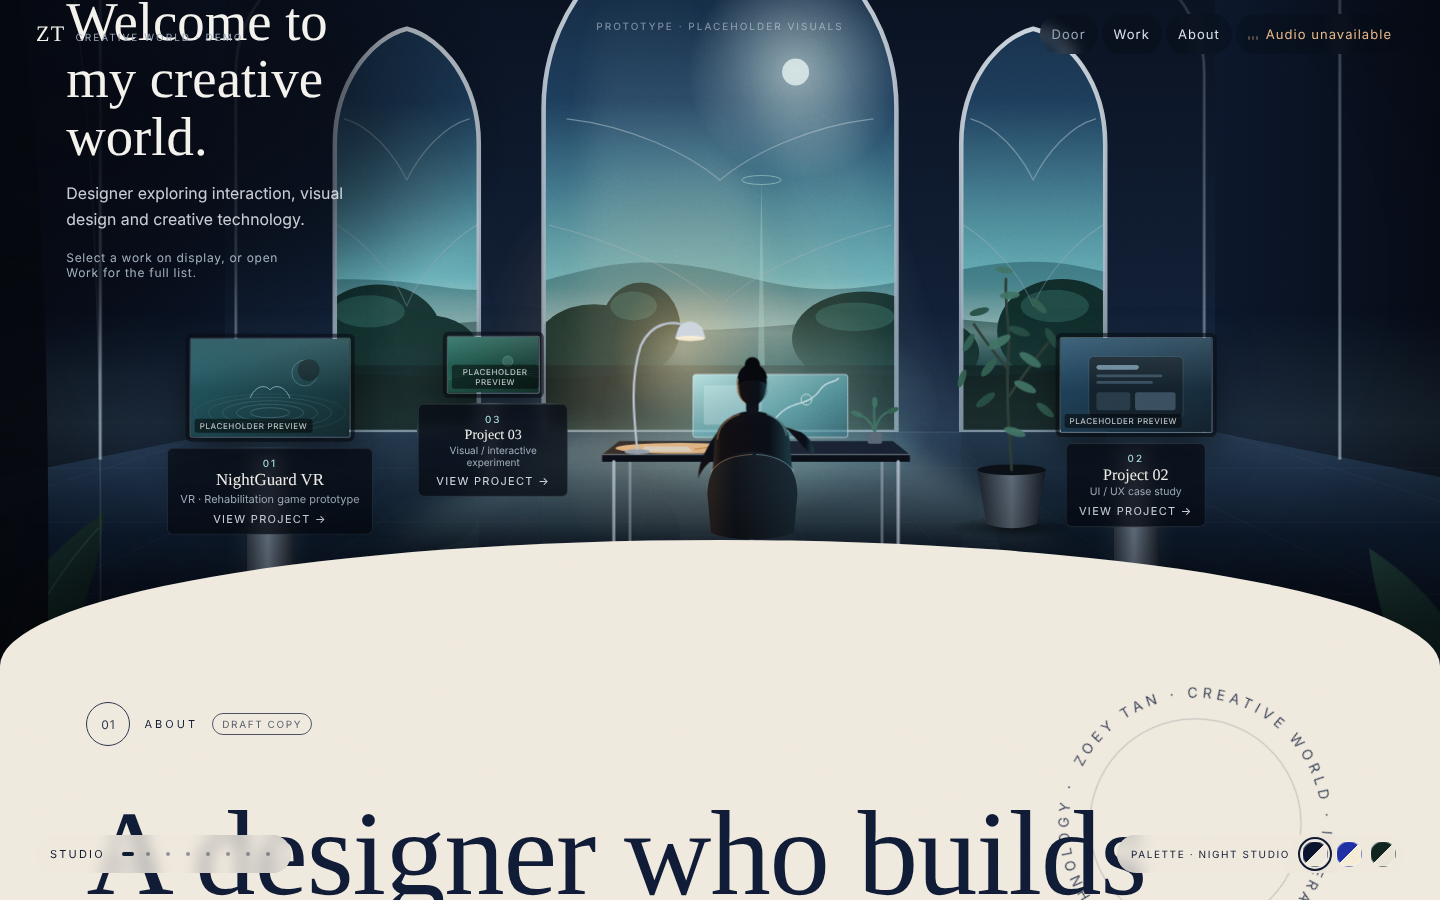 Welcome to
my creative
world.
ZT
CREATIVE WORLD · DEMO
PROTOTYPE · PLACEHOLDER VISUALS
Door
Work
About
Audio unavailable
Designer exploring interaction, visual
design and creative technology.
Select a work on display, or open
Work for the full list.
PLACEHOLDER PREVIEW
01
NightGuard VR
VR · Rehabilitation game prototype
VIEW PROJECT →
PLACEHOLDER
PREVIEW
03
Project 03
Visual / interactive
experiment
VIEW PROJECT →
PLACEHOLDER PREVIEW
02
Project 02
UI / UX case study
VIEW PROJECT →
01
ABOUT
DRAFT COPY
ZOEY TAN · CREATIVE WORLD ·
A designer who builds
STUDIO
PALETTE · NIGHT STUDIO